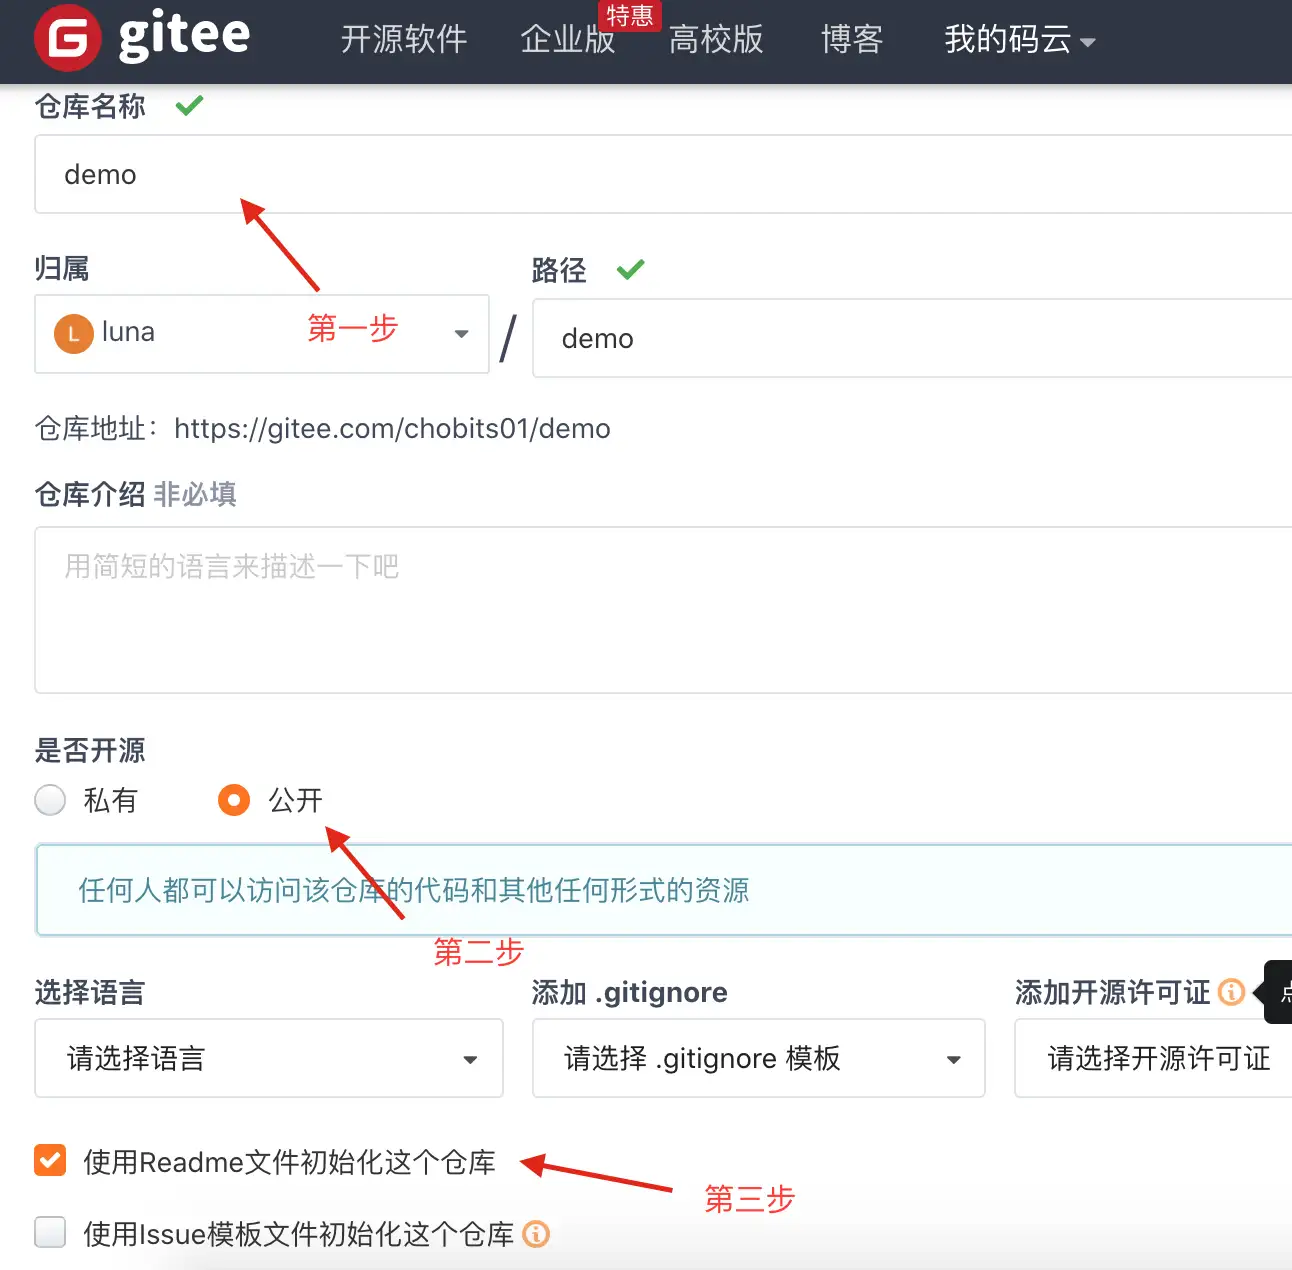 gitee 开源软件 企业版 特惠 高校版 博客 我的码云
仓库名称
demo
归属 路径
L luna 第一步 / demo
仓库地址：https://gitee.com/chobits01/demo
仓库介绍 非必填
用简短的语言来描述一下吧
是否开源
私有 公开
任何人都可以访问该仓库的代码和其他任何形式的资源
第二步
选择语言 添加 .gitignore 添加开源许可证
请选择语言 请选择 .gitignore 模板 请选择开源许可证
使用Readme文件初始化这个仓库
第三步
使用Issue模板文件初始化这个仓库